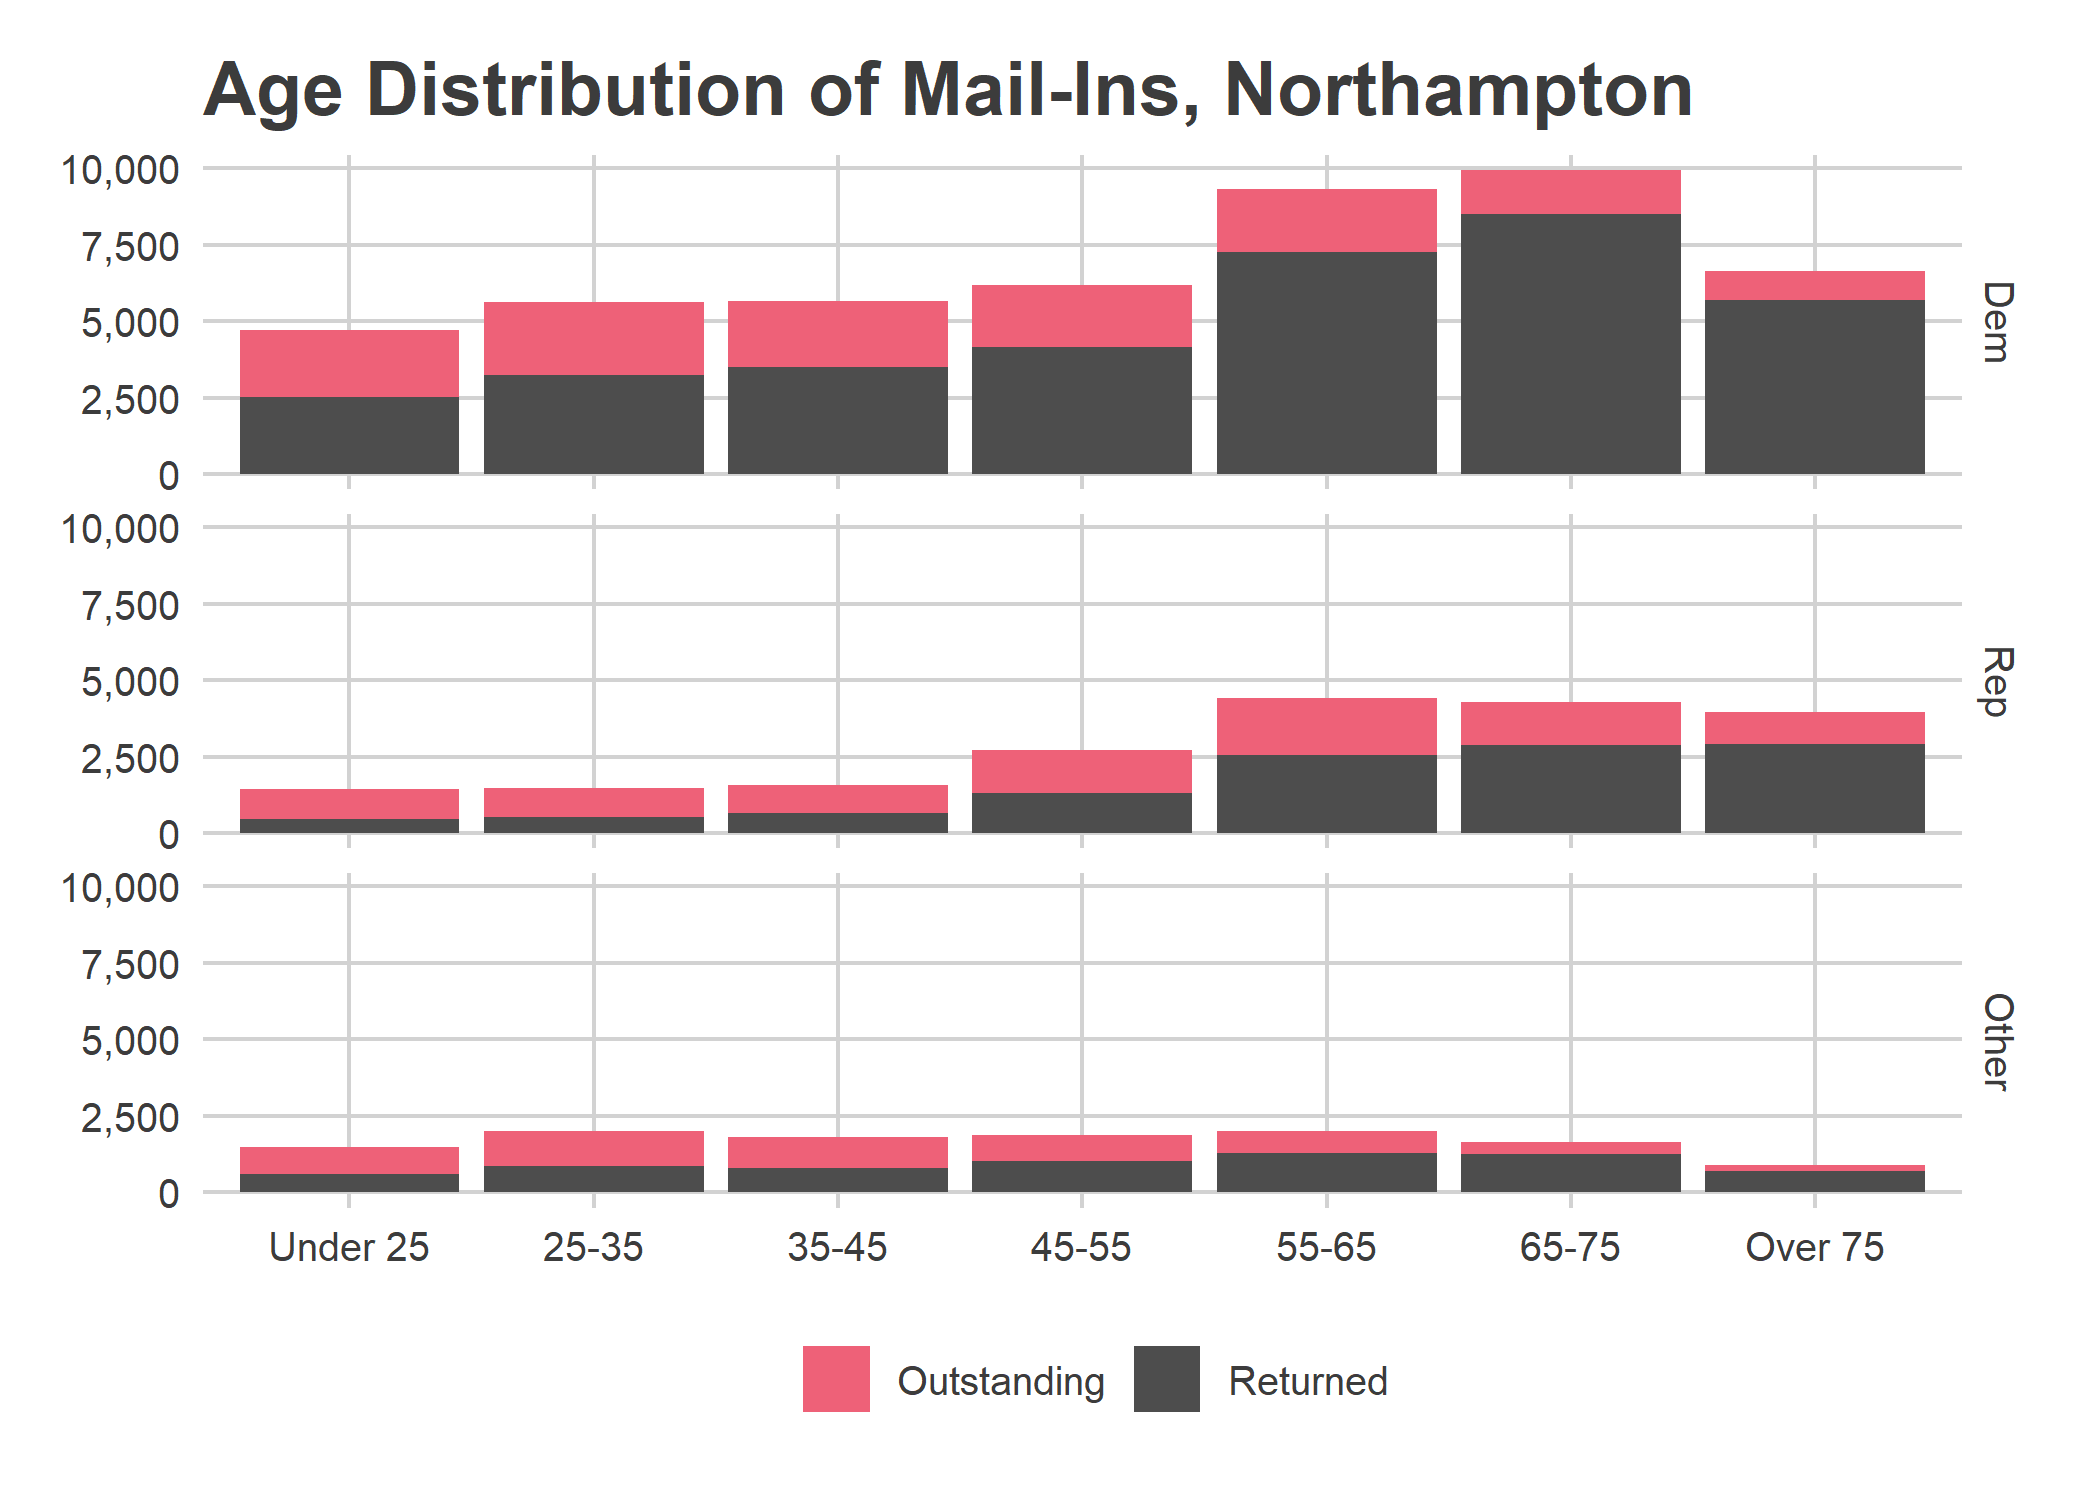 Age Distribution of Mail-Ins, Northampton
10,000
7,500
5,000
2,500
0
Dem
10,000
7,500
5,000
2,500
0
Rep
10,000
7,500
5,000
2,500
0
Other
Under 25 25-35 35-45 45-55 55-65 65-75 Over 75
Outstanding Returned